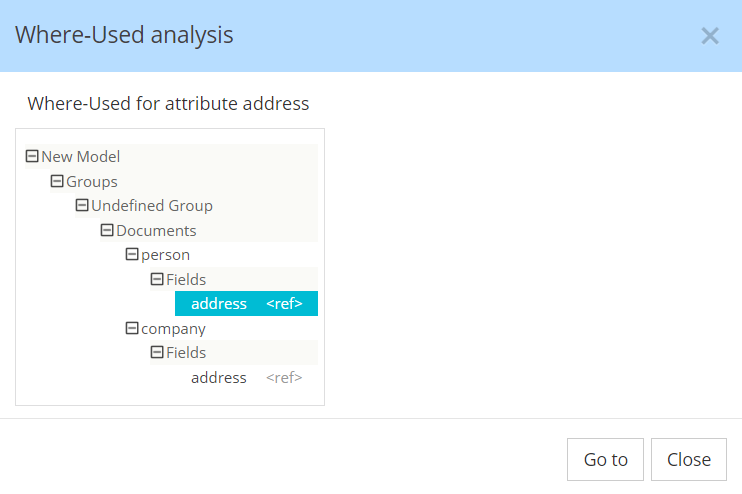 Where-Used analysis
Where-Used for attribute address
New Model
Groups
Undefined Group
Documents
person
Fields
address <ref>
company
Fields
address <ref>
Go to Close